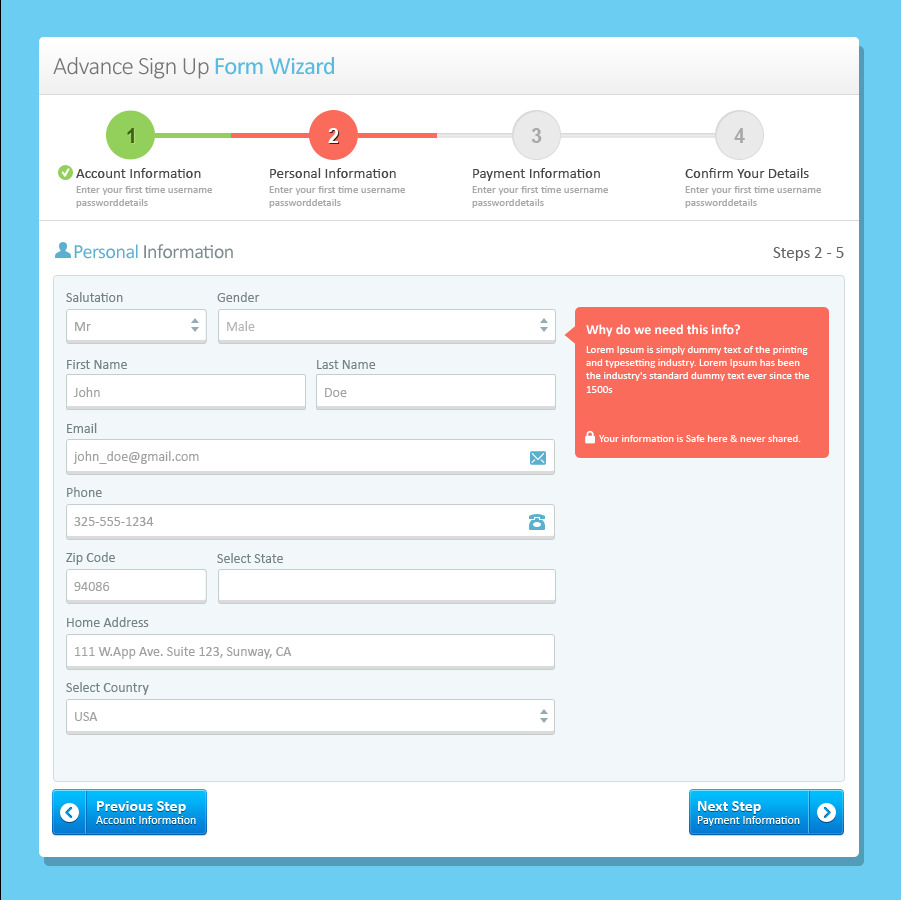 Advance Sign Up Form Wizard
1
2
3
4
Account Information
Enter your first time username
passworddetails
Personal Information
Enter your first time username
passworddetails
Payment Information
Enter your first time username
passworddetails
Confirm Your Details
Enter your first time username
passworddetails
Personal Information
Steps 2 - 5
Salutation
Gender
Mr
Male
First Name
Last Name
John
Doe
Email
john_doe@gmail.com
Phone
325-555-1234
Zip Code
Select State
94086
Home Address
111 W.App Ave. Suite 123, Sunway, CA
Select Country
USA
Why do we need this info?
Lorem Ipsum is simply dummy text of the printing
and typesetting industry. Lorem Ipsum has been
the industry's standard dummy text ever since the
1500s
Your information is Safe here & never shared.
Previous Step
Account Information
Next Step
Payment Information